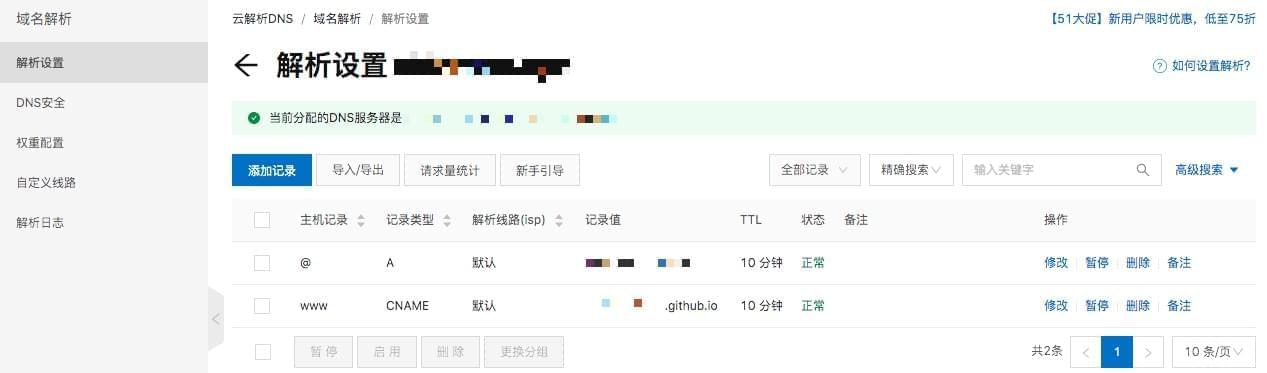 域名解析
云解析DNS / 域名解析 / 解析设置
【51大促】新用户限时优惠，低至75折
解析设置
解析设置
如何设置解析?
DNS安全
当前分配的DNS服务器是
权重配置
添加记录 导入/导出 请求量统计 新手引导 全部记录 精确搜索 输入关键字 高级搜索
自定义线路
解析日志
主机记录 记录类型 解析线路(isp) 记录值 TTL 状态 备注 操作
@ A 默认 10 分钟 正常 修改 暂停 删除 备注
www CNAME 默认 .github.io 10 分钟 正常 修改 暂停 删除 备注
暂停 启用 删除 更换分组 共2条 1 10 条/页